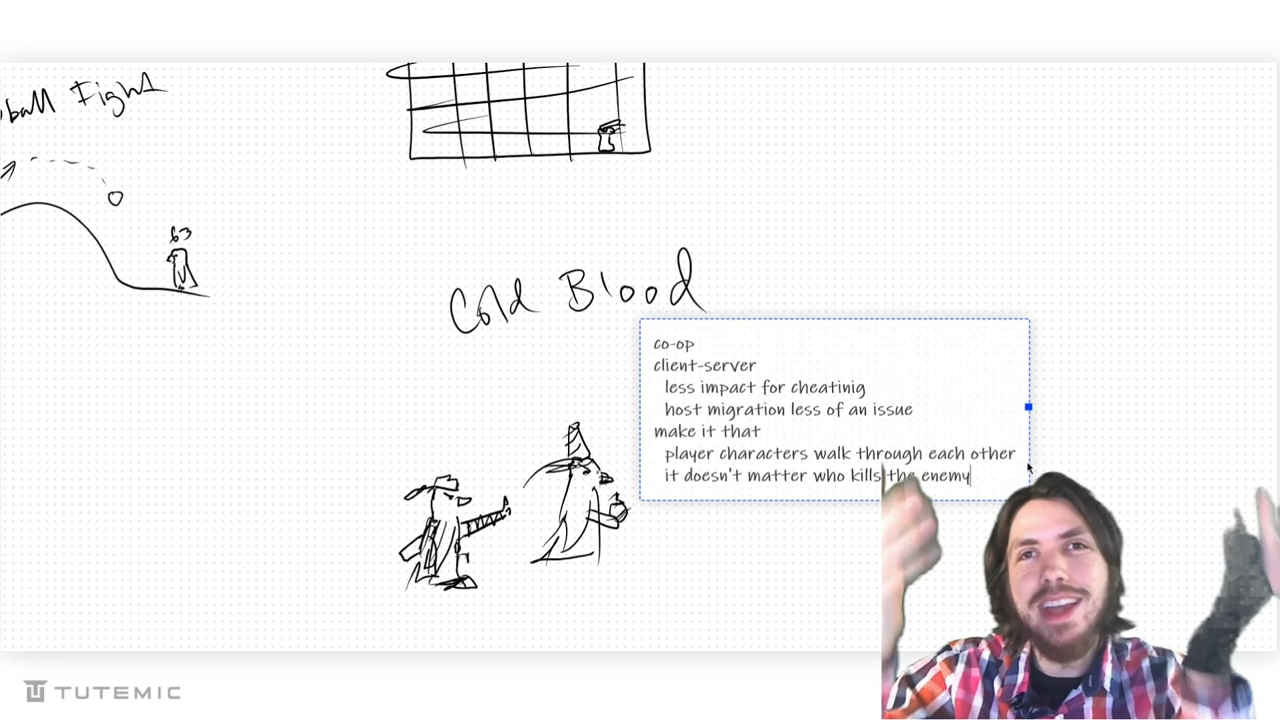 Fight
63
Cold Blood
co-op
client-server
less impact for cheatinig
host migration less of an issue
make it that
player characters walk through each other
it doesn't matter who kills the enemy
TUTEMIC